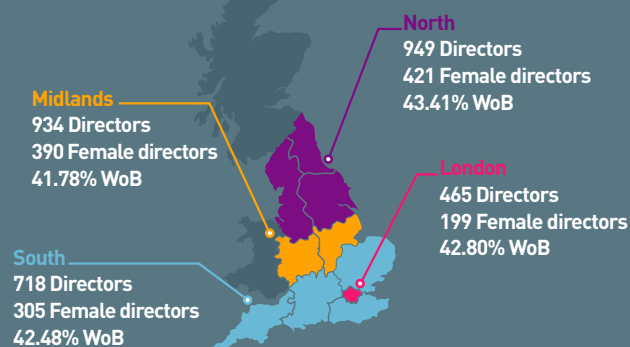 North
949 Directors
421 Female directors
43.41% WoB
Midlands
934 Directors
390 Female directors
41.78% WoB
London
465 Directors
199 Female directors
42.80% WoB
South
718 Directors
305 Female directors
42.48% WoB